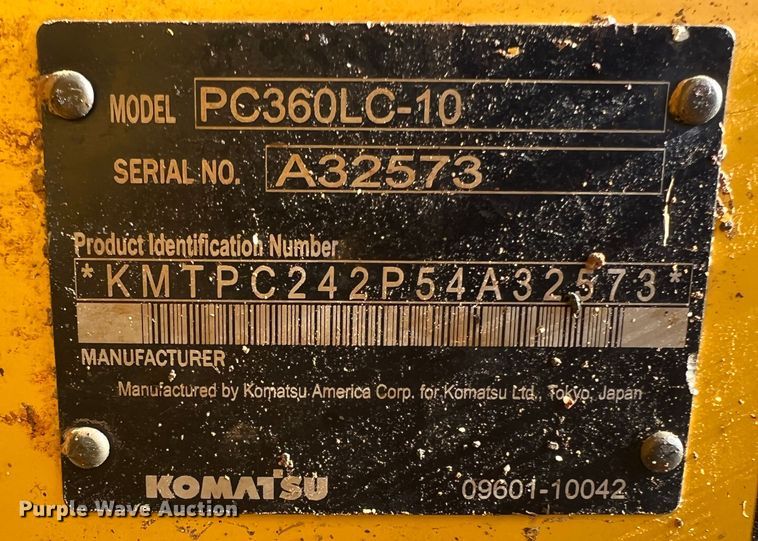 MODEL PC360LC-10
SERIAL NO. A32573
Product Identification Number
*KMTPC242P54A32573*
MANUFACTURER
Manufactured by Komatsu America Corp. for Komatsu Ltd., Tokyo, Japan
KOMATSU 09601-10042
Purple Wave Auction